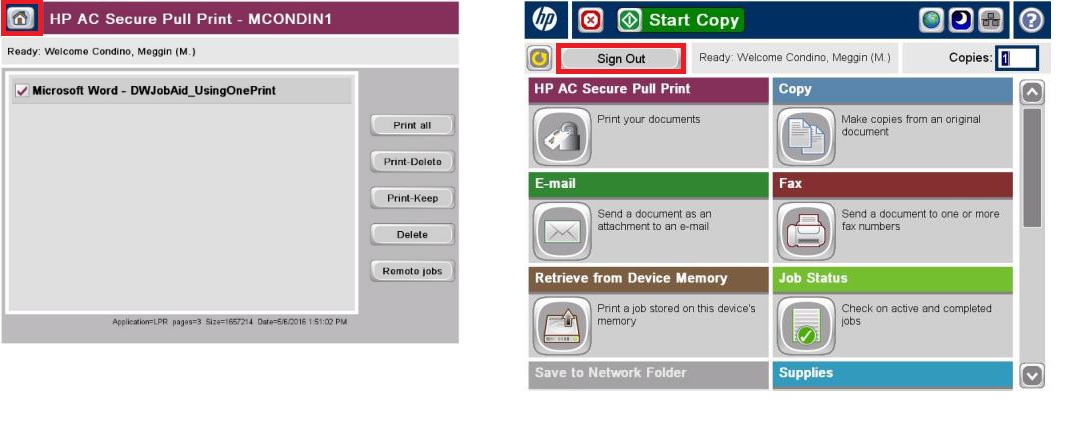 HP AC Secure Pull Print - MCONDIN1
Ready: Welcome Condino, Meggin (M.)
Microsoft Word - DWJobAid_UsingOnePrint
Print all
Print-Delete
Print-Keep
Delete
Remote jobs
Application=LPR pages=3 Size=1657214 Date=5/6/2016 1:51:02 PM
hp
Start Copy
?
Sign Out
Ready: Welcome Condino, Meggin (M.)
Copies: 1
HP AC Secure Pull Print
Print your documents
Copy
Make copies from an original
document
E-mail
Send a document as an
attachment to an e-mail
Fax
Send a document to one or more
fax numbers
Retrieve from Device Memory
Print a job stored on this device's
memory
Job Status
Check on active and completed
jobs
Save to Network Folder
Supplies